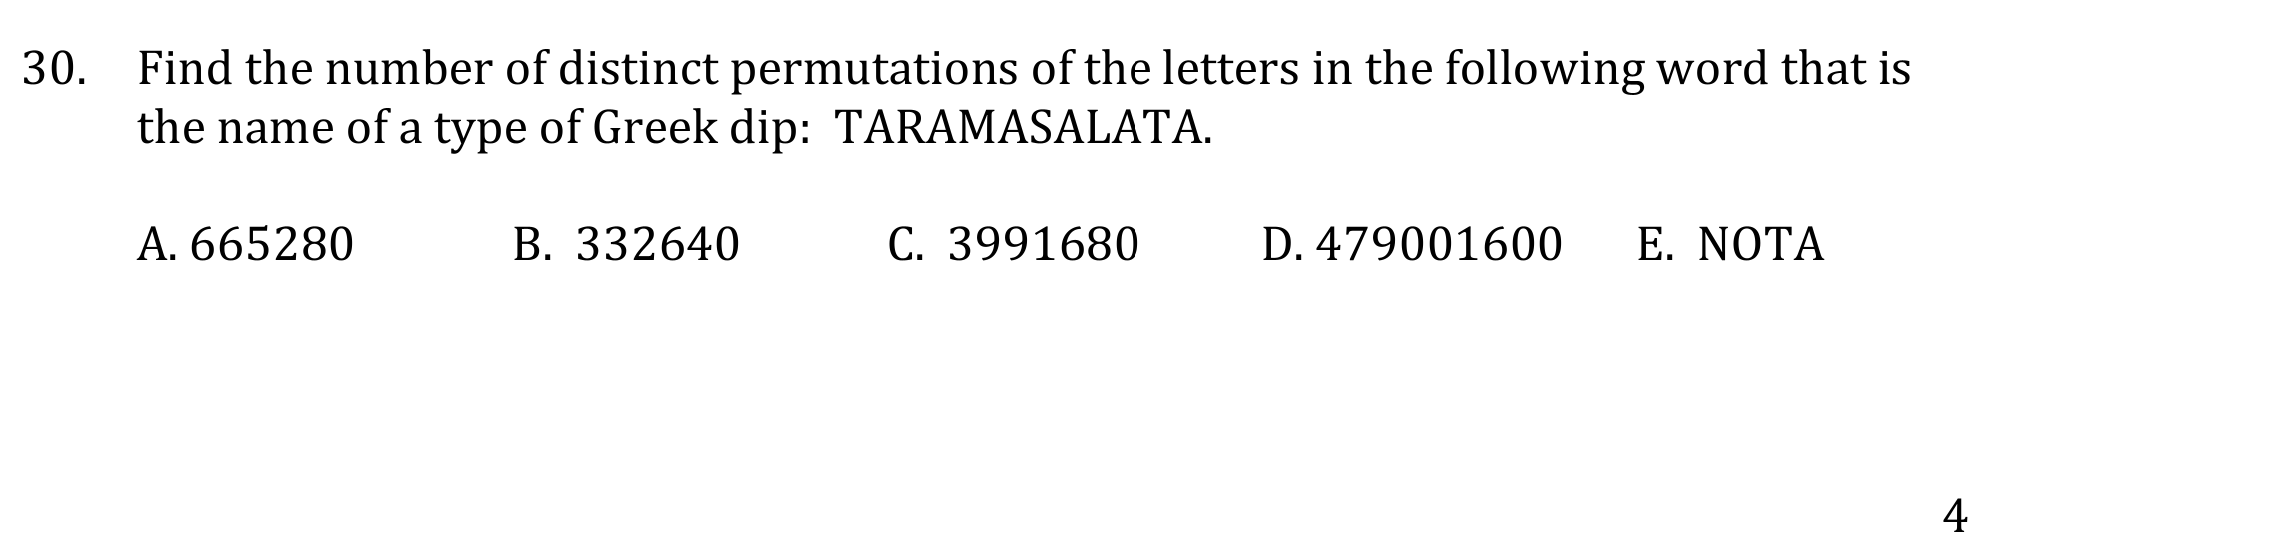 30. Find the number of distinct permutations of the letters in the following word that is
the name of a type of Greek dip: TARAMASALATA.
A. 665280 B. 332640 C. 3991680 D. 479001600 E. NOTA
4